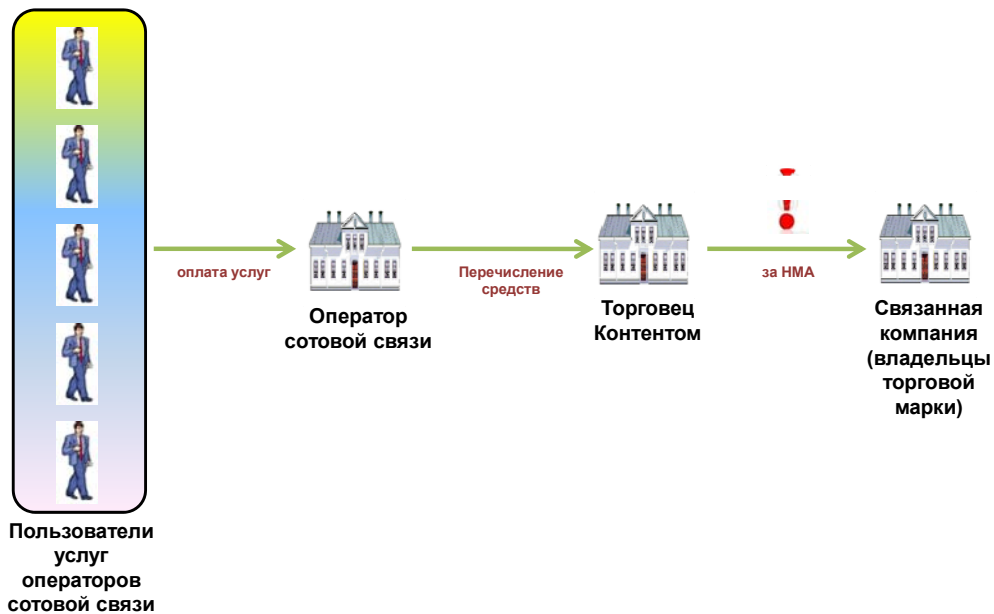 оплата услуг
Оператор
сотовой связи
Перечисление
средств
Торговец
Контентом
за НМА
Связанная
компания
(владельцы
торговой
марки)
Пользователи
услуг
операторов
сотовой связи